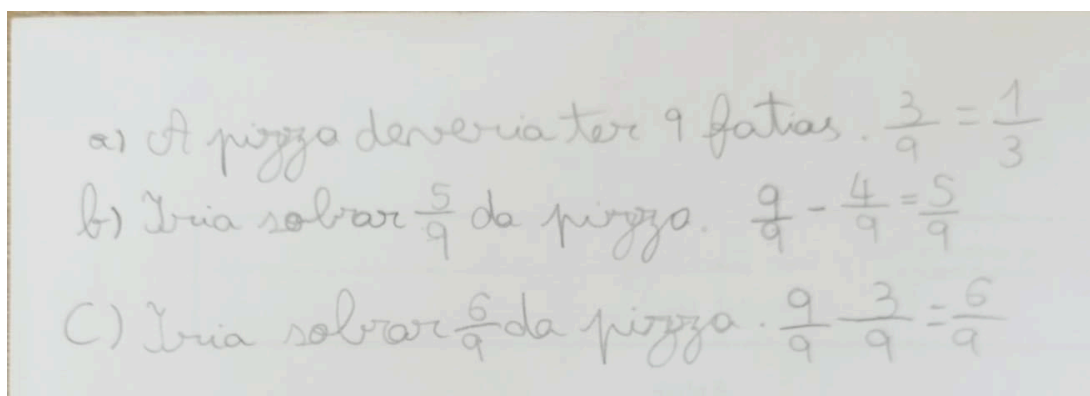 a) A pizza deveria ter 9 fatias. 3/9 = 1/3
b) Iria sobrar 5/9 da pizza. 9/9 - 4/9 = 5/9
C) Iria sobrar 6/9 da pizza. 9/9 - 3/9 = 6/9